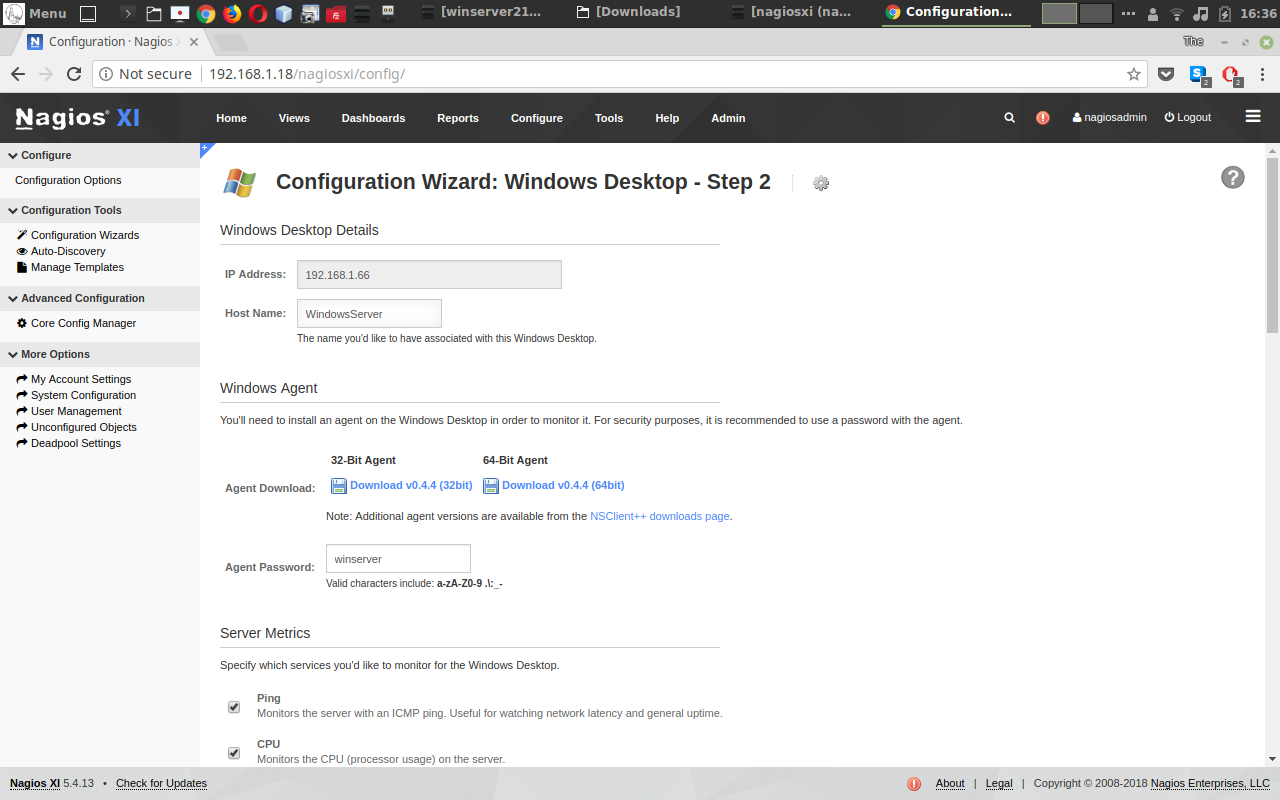 Menu
[winserver21...
[Downloads]
[nagiosxi (na...
Configuration...
16:36
Configuration · Nagios
The
Not secure
192.168.1.18/nagiosxi/config/
2
2
Nagios® XI
Home
Views
Dashboards
Reports
Configure
Tools
Help
Admin
nagiosadmin
Logout
Configure
Configuration Options
Configuration Tools
Configuration Wizards
Auto-Discovery
Manage Templates
Advanced Configuration
Core Config Manager
More Options
My Account Settings
System Configuration
User Management
Unconfigured Objects
Deadpool Settings
Configuration Wizard: Windows Desktop - Step 2
Windows Desktop Details
IP Address: 192.168.1.66
Host Name: WindowsServer
The name you'd like to have associated with this Windows Desktop.
Windows Agent
You'll need to install an agent on the Windows Desktop in order to monitor it. For security purposes, it is recommended to use a password with the agent.
32-Bit Agent 64-Bit Agent
Agent Download: Download v0.4.4 (32bit) Download v0.4.4 (64bit)
Note: Additional agent versions are available from the NSClient++ downloads page.
Agent Password: winserver
Valid characters include: a-zA-Z0-9 .\:_-
Server Metrics
Specify which services you'd like to monitor for the Windows Desktop.
Ping
Monitors the server with an ICMP ping. Useful for watching network latency and general uptime.
CPU
Monitors the CPU (processor usage) on the server.
Nagios XI 5.4.13 • Check for Updates
About | Legal | Copyright © 2008-2018 Nagios Enterprises, LLC